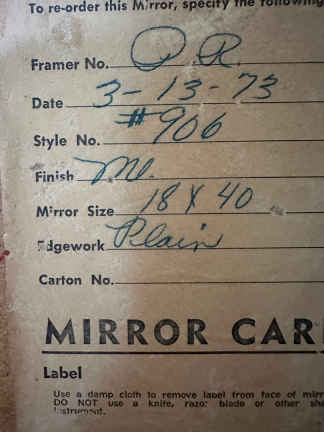 To re-order this Mirror, specify the following
Framer No. P. R.
Date 3-13-73
Style No. #906
Finish Me.
Mirror Size 18 X 40
Edgework Plain
Carton No.
MIRROR CAR
Label
Use a damp cloth to remove label from face of mirr
DO NOT use a knife, razor blade or other sha
instrument.